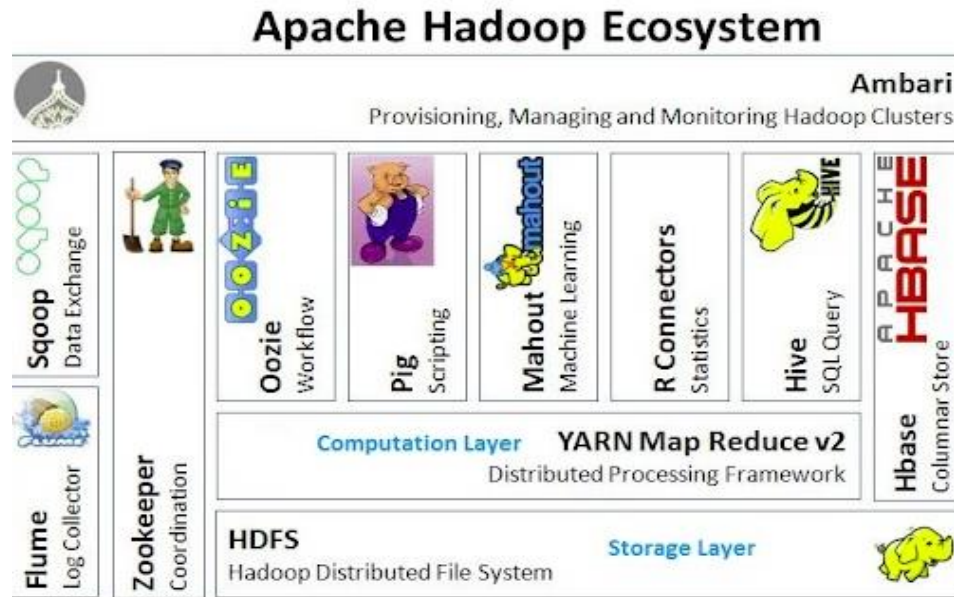 Apache Hadoop Ecosystem
Ambari
Provisioning, Managing and Monitoring Hadoop Clusters
sqoop
Sqoop
Data Exchange
Zookeeper
Coordination
OOZIE
Oozie
Workflow
Pig
Scripting
mahout
Mahout
Machine Learning
R Connectors
Statistics
HIVE
Hive
SQL Query
APACHE
HBASE
Hbase
Columnar Store
Flume
Log Collector
Computation Layer YARN Map Reduce v2
Distributed Processing Framework
HDFS
Storage Layer
Hadoop Distributed File System